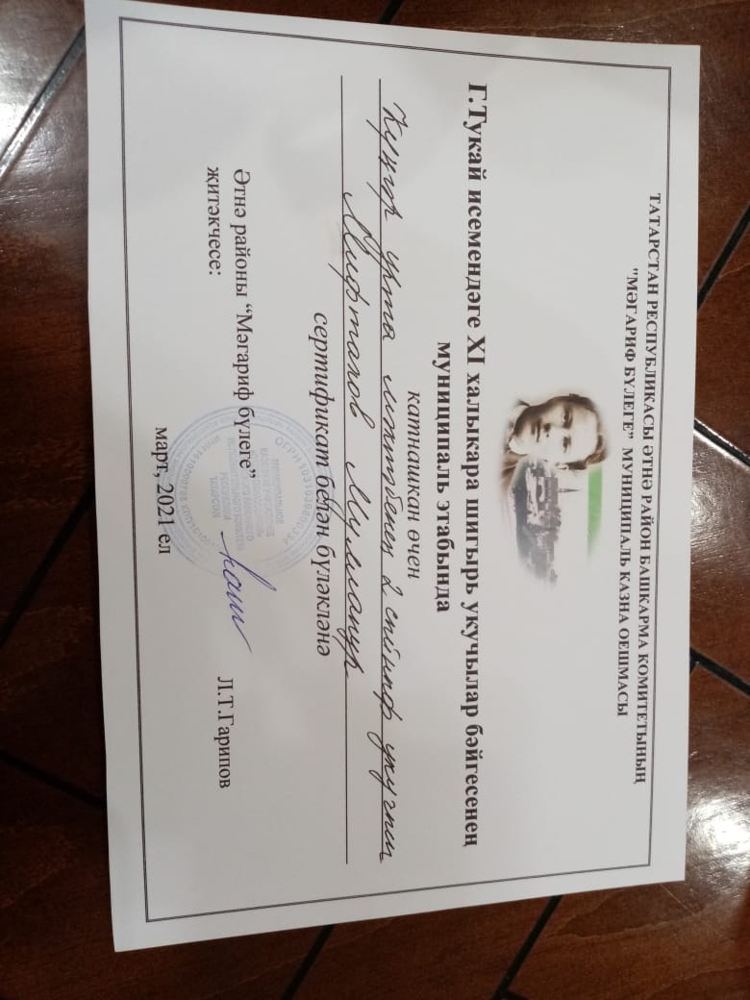 ТАТАРСТАН РЕСПУБЛИКАСЫ ӘТНӘ РАЙОН БАШКАРМА КОМИТЕТЫНЫҢ
"МӘГАРИФ БҮЛЕГЕ” МУНИЦИПАЛЬ КАЗНА ОЕШМАСЫ
Г.Тукай исемендәге XI халыкара шигырь укучылар бәйгесенең
муниципаль этабында
катнашкан өчен
урта мәктәбенең 2 сыйныф укучысы
Мифтахов
сертификат белән бүләкләнә
Әтнә районы “Мәгариф бүлеге”
җитәкчесе:
Л.Т.Гарипов
март, 2021 ел